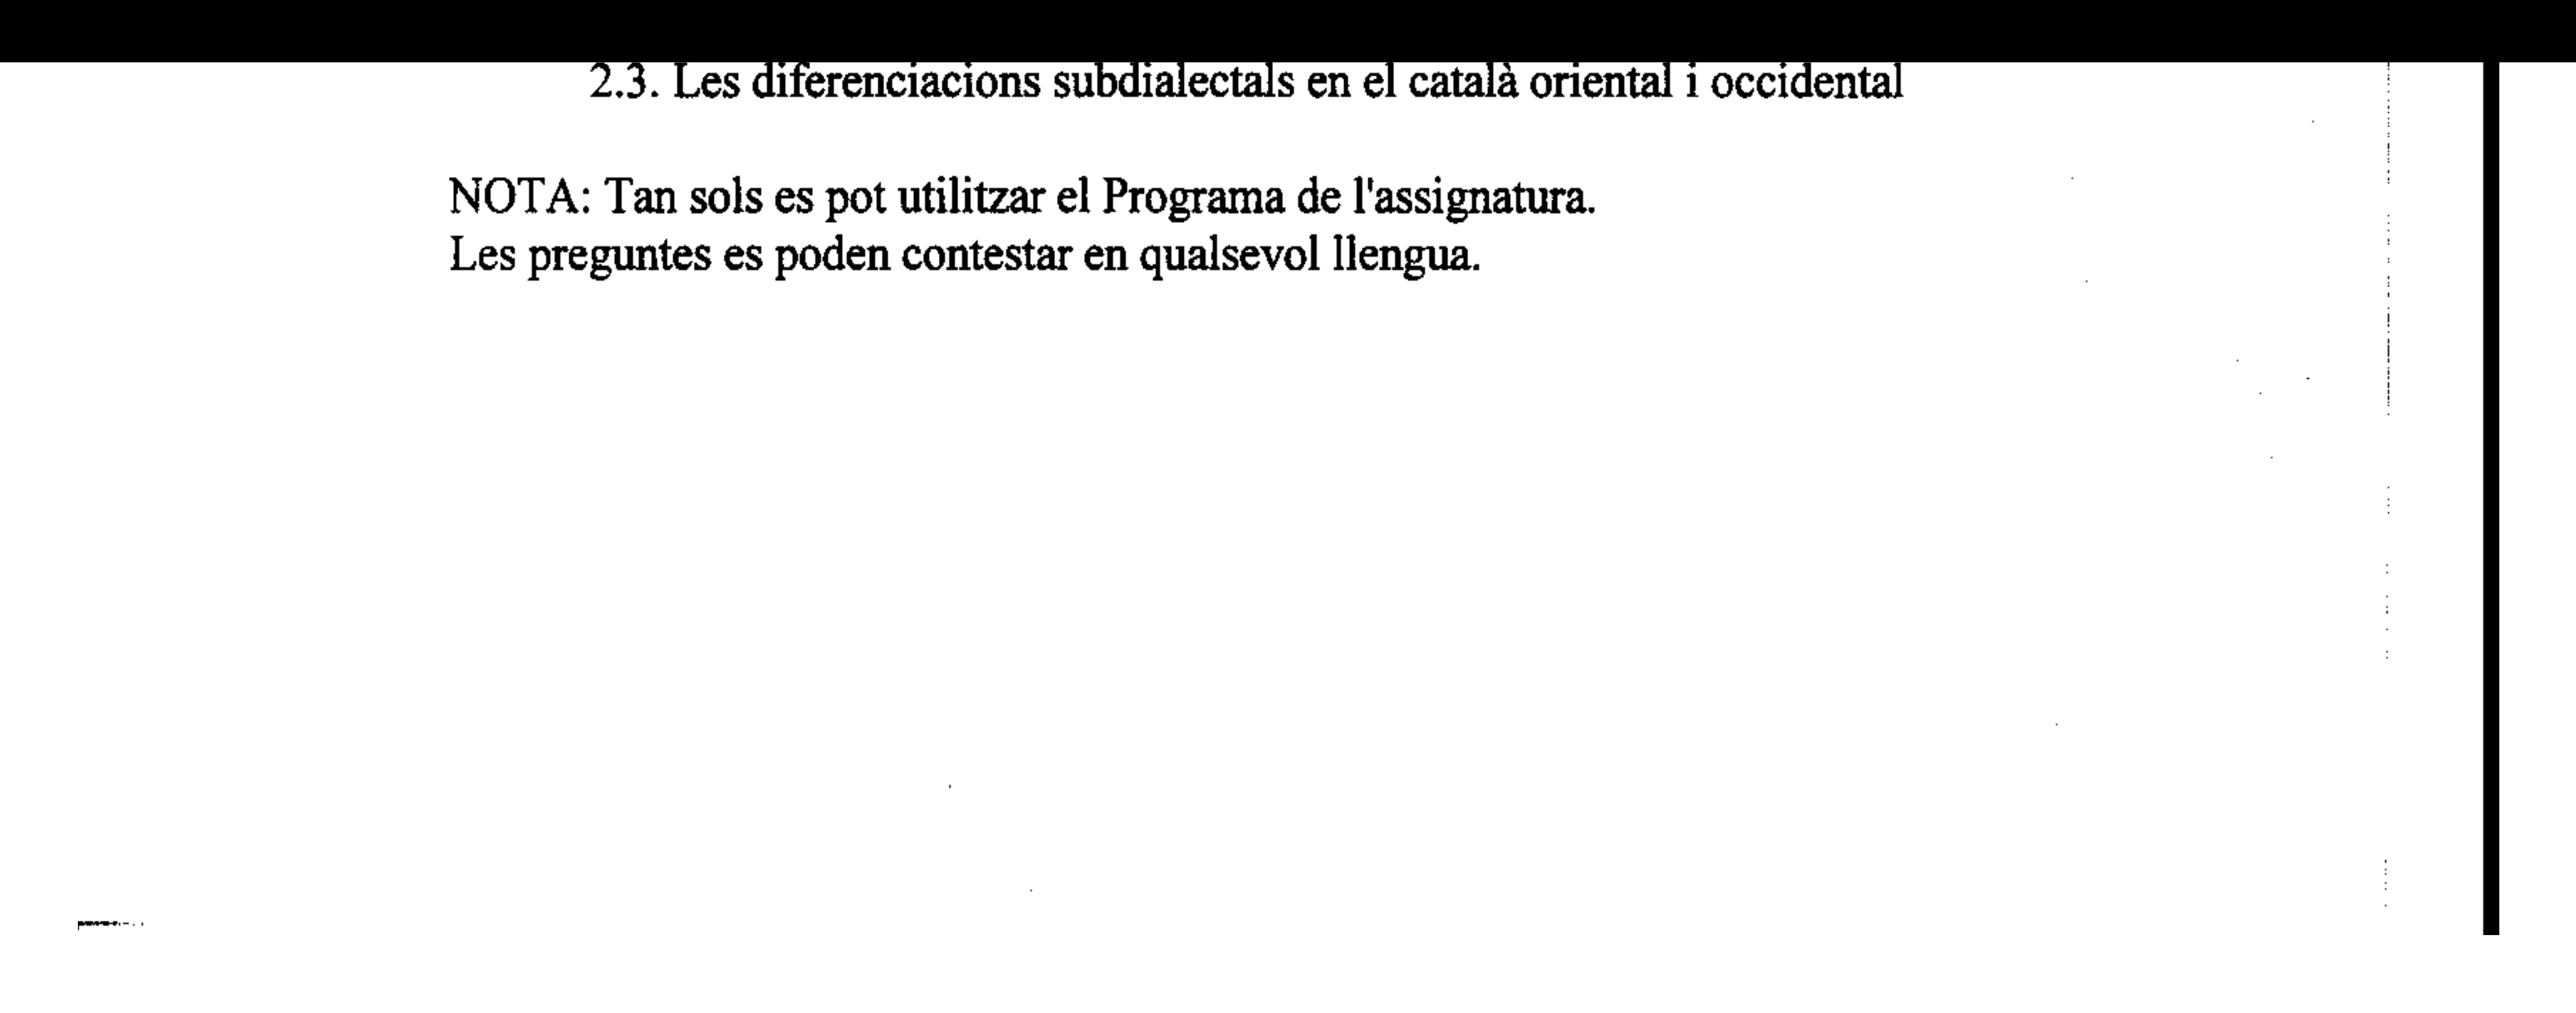 2.3. Les diferenciacions subdialectals en el català oriental i occidental
NOTA: Tan sols es pot utilitzar el Programa de l'assignatura.
Les preguntes es poden contestar en qualsevol llengua.